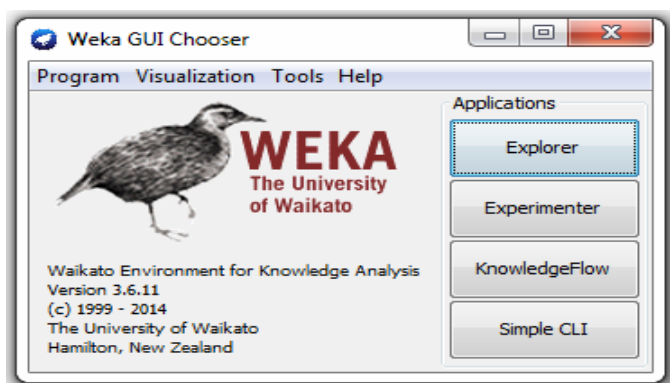 Weka GUI Chooser
Program Visualization Tools Help
WEKA
The University
of Waikato
Waikato Environment for Knowledge Analysis
Version 3.6.11
(c) 1999 - 2014
The University of Waikato
Hamilton, New Zealand
Applications
Explorer
Experimenter
KnowledgeFlow
Simple CLI